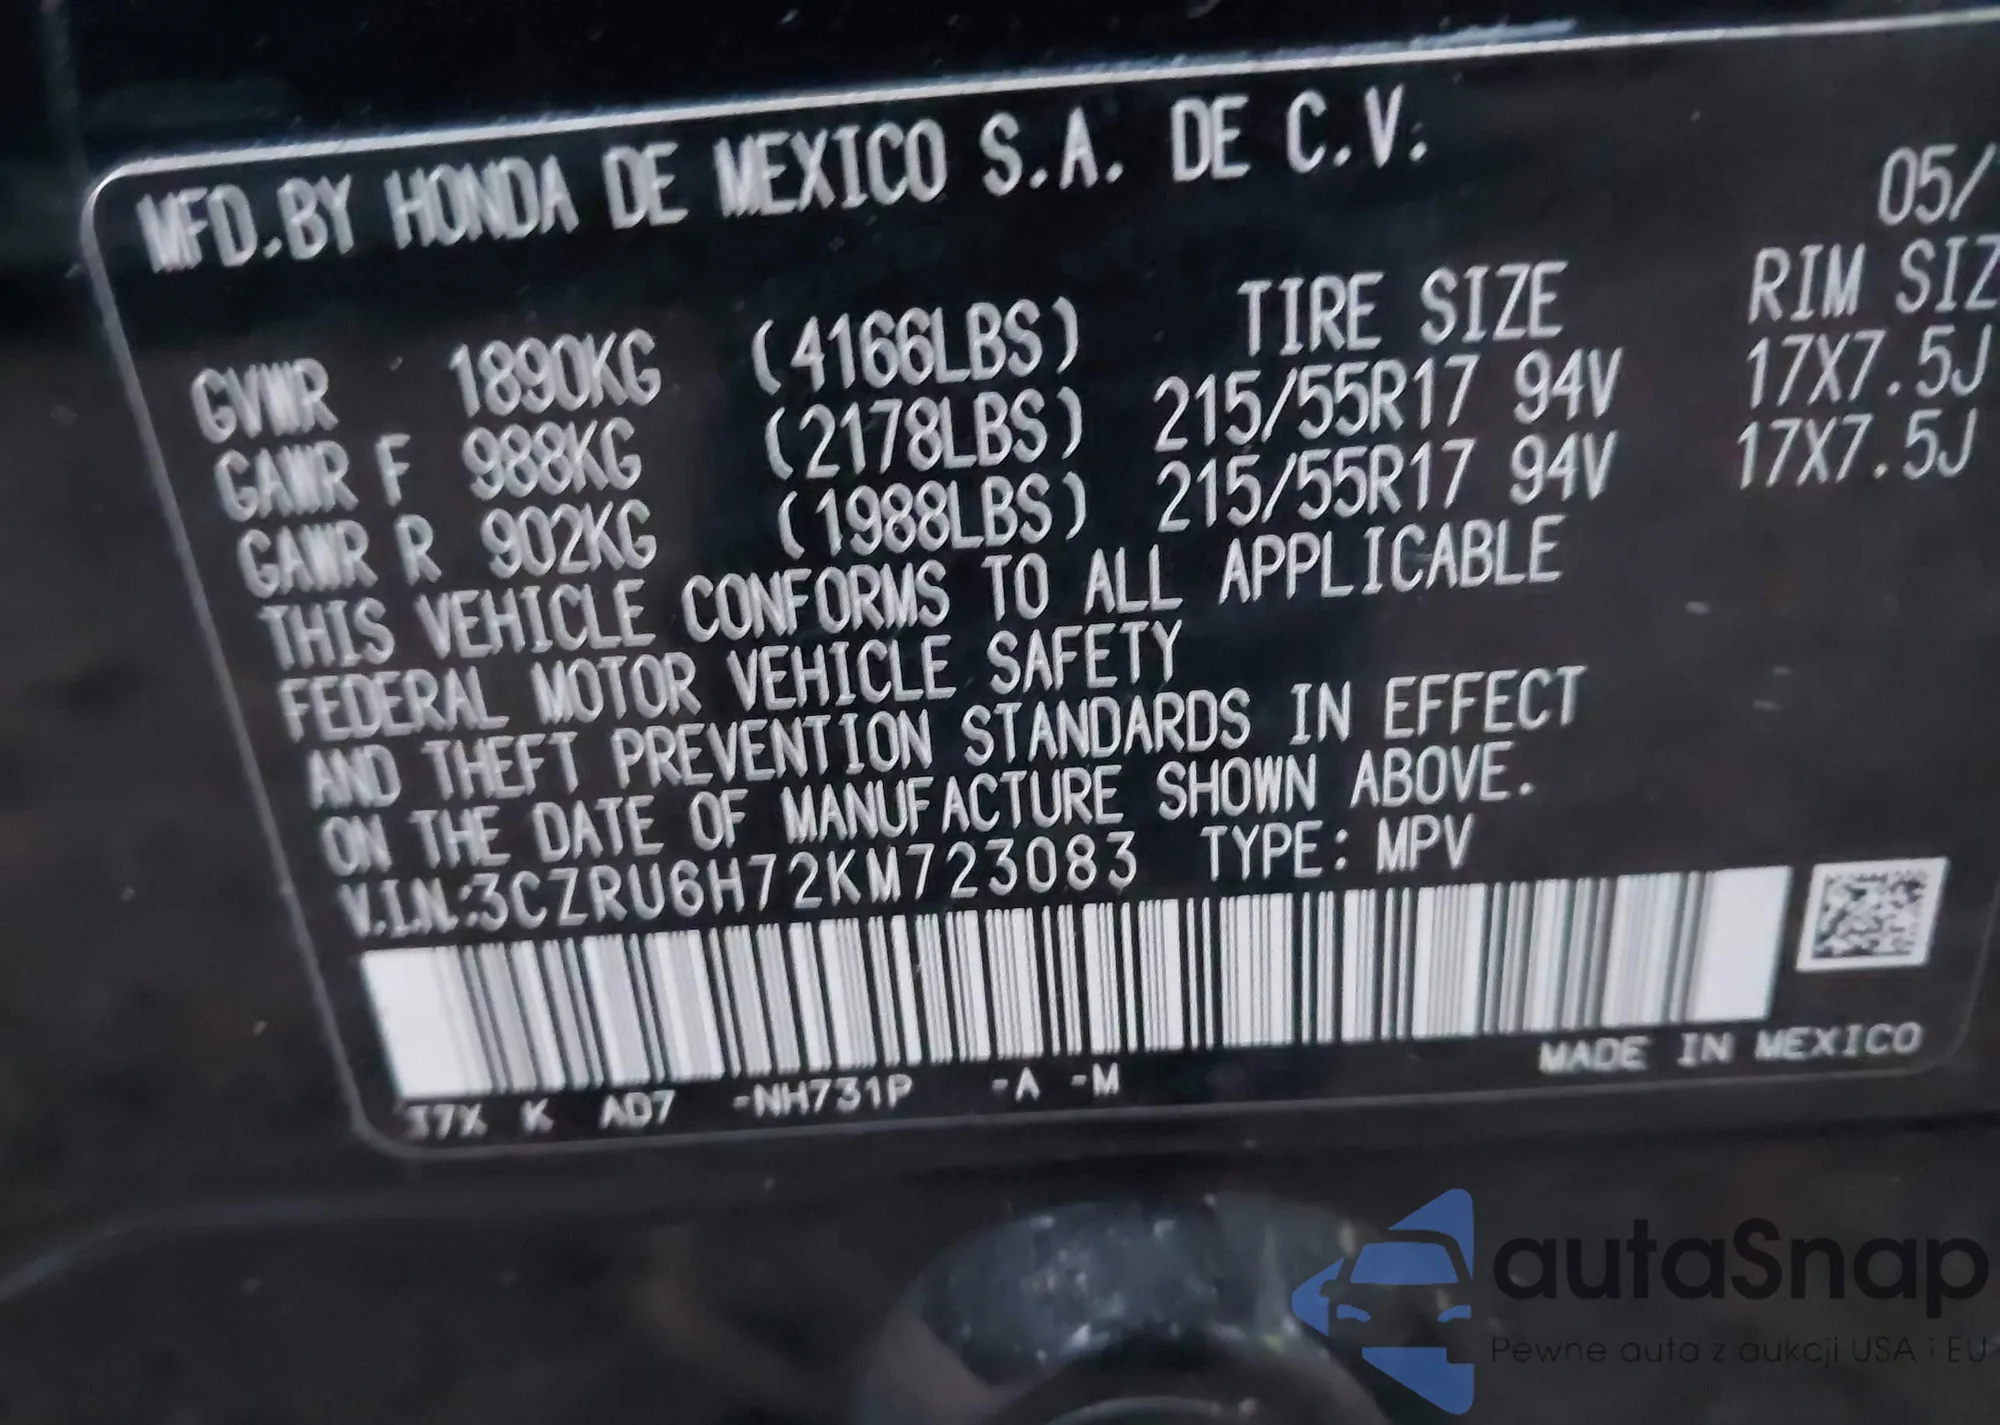 MFD.BY HONDA DE MEXICO S.A. DE C.V.
05/
GVWR 1890KG (4166LBS) TIRE SIZE RIM SIZ
GAWR F 988KG (2178LBS) 215/55R17 94V 17X7.5J
GAWR R 902KG (1988LBS) 215/55R17 94V 17X7.5J
THIS VEHICLE CONFORMS TO ALL APPLICABLE
FEDERAL MOTOR VEHICLE SAFETY
AND THEFT PREVENTION STANDARDS IN EFFECT
ON THE DATE OF MANUFACTURE SHOWN ABOVE.
V.I.N.:3CZRU6H72KM723083 TYPE: MPV
MADE IN MEXICO
T7X K AD7 -NH731P -A -M
autaSnap
Pewne auta z aukcji USA i EU